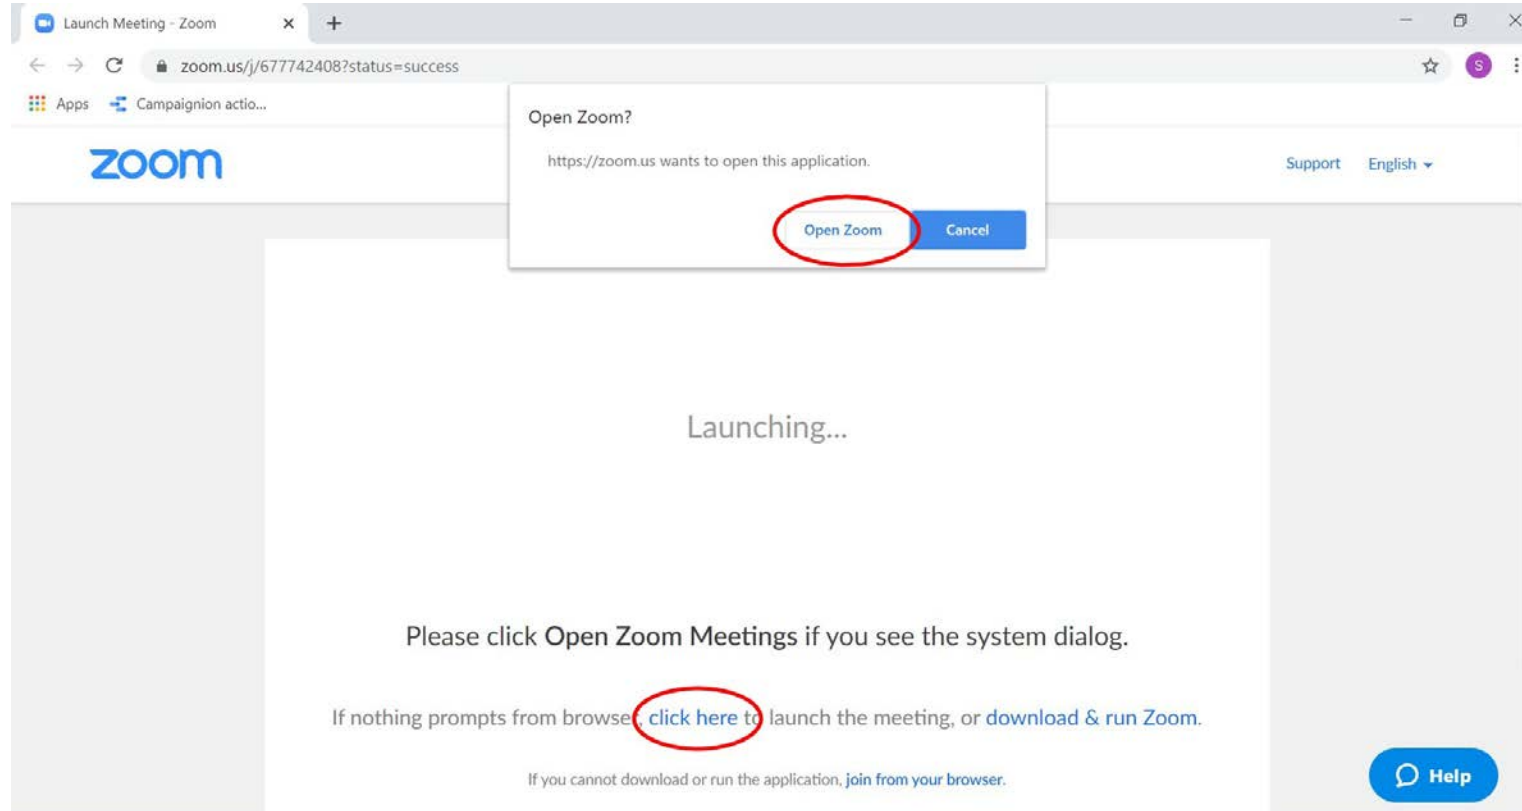 Launch Meeting - Zoom
zoom.us/j/677742408?status=success
S
Apps Campaignion actio...
Open Zoom?
https://zoom.us wants to open this application.
Open Zoom Cancel
zoom
Support English
Launching...
Please click Open Zoom Meetings if you see the system dialog.
If nothing prompts from browser, click here to launch the meeting, or download & run Zoom.
If you cannot download or run the application, join from your browser.
Help